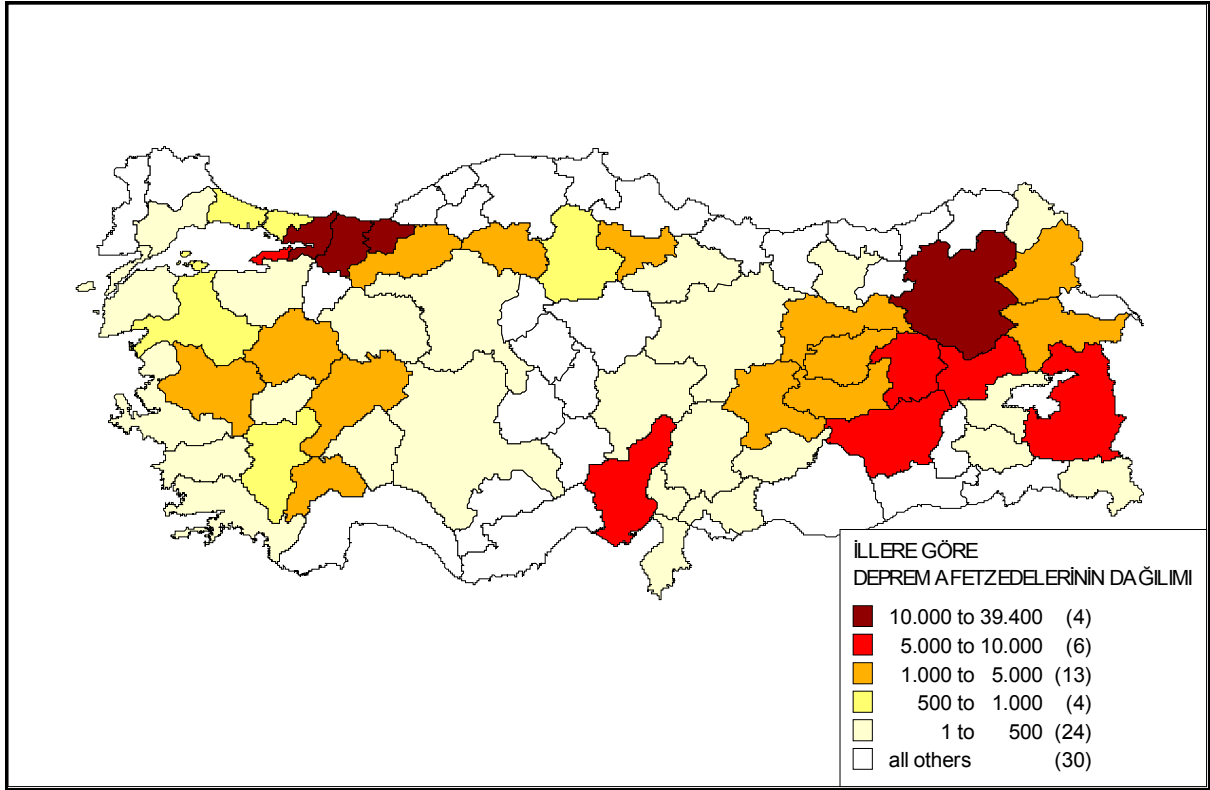 İLLERE GÖRE
DEPREM AFETZEDELERİNİN DAĞILIMI
10.000 to 39.400 (4)
5.000 to 10.000 (6)
1.000 to 5.000 (13)
500 to 1.000 (4)
1 to 500 (24)
all others (30)